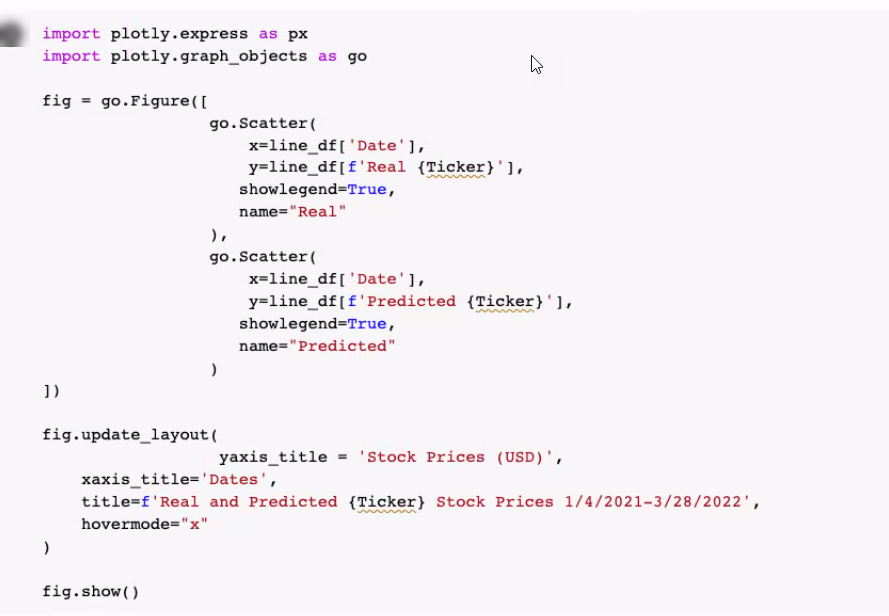 import plotly.express as px
import plotly.graph_objects as go
fig = go.Figure([
go.Scatter(
x=line_df['Date'],
y=line_df[f'Real {Ticker}'],
showlegend=True,
name="Real"
),
go.Scatter(
x=line_df['Date'],
y=line_df[f'Predicted {Ticker}'],
showlegend=True,
name="Predicted"
)
])
fig.update_layout(
yaxis_title = 'Stock Prices (USD)',
xaxis_title='Dates',
title=f'Real and Predicted {Ticker} Stock Prices 1/4/2021-3/28/2022',
hovermode="x"
)
fig.show()